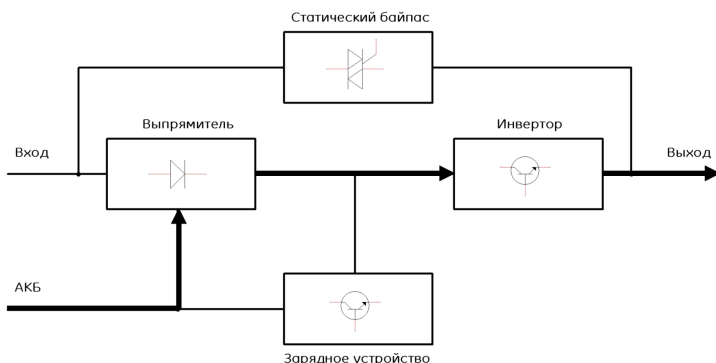 Статический байпас
Выпрямитель
Инвертор
Вход
Выход
АКБ
Зарядное устройство